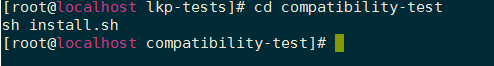 [root@localhost lkp-tests]# cd compatibility-test
sh install.sh
[root@localhost compatibility-test]#